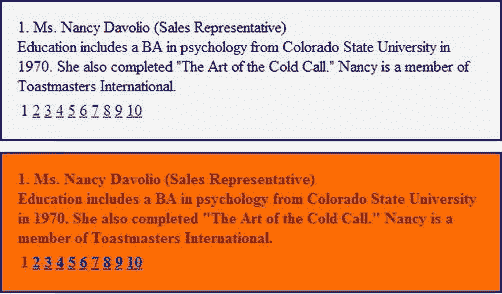 1. Ms. Nancy Davolio (Sales Representative)
Education includes a BA in psychology from Colorado State University in
1970. She also completed "The Art of the Cold Call." Nancy is a member of
Toastmasters International.
1 2 3 4 5 6 7 8 9 10
1. Ms. Nancy Davolio (Sales Representative)
Education includes a BA in psychology from Colorado State University
in 1970. She also completed "The Art of the Cold Call." Nancy is a
member of Toastmasters International.
1 2 3 4 5 6 7 8 9 10